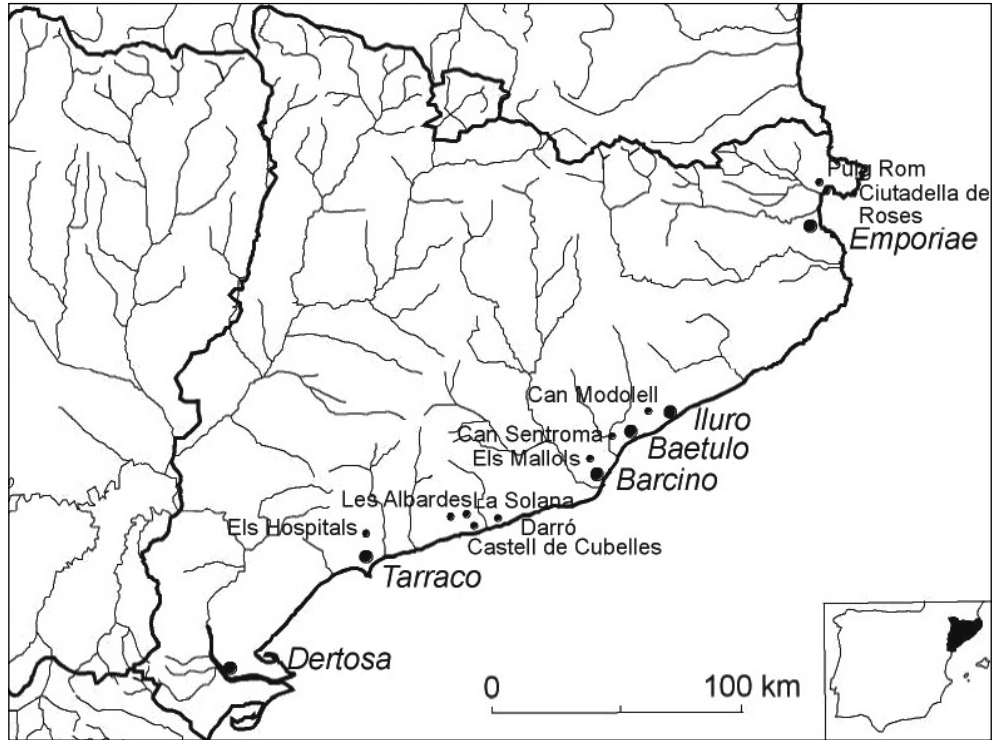 Puig Rom
Ciutadella de
Roses
Emporiae
Can Modolell
Iluro
Can Sentroma
Baetulo
Els Mallols
Barcino
Les Albardes
La Solana
Els Hospitals
Darró
Castell de Cubelles
Tarraco
Dertosa
0 100 km